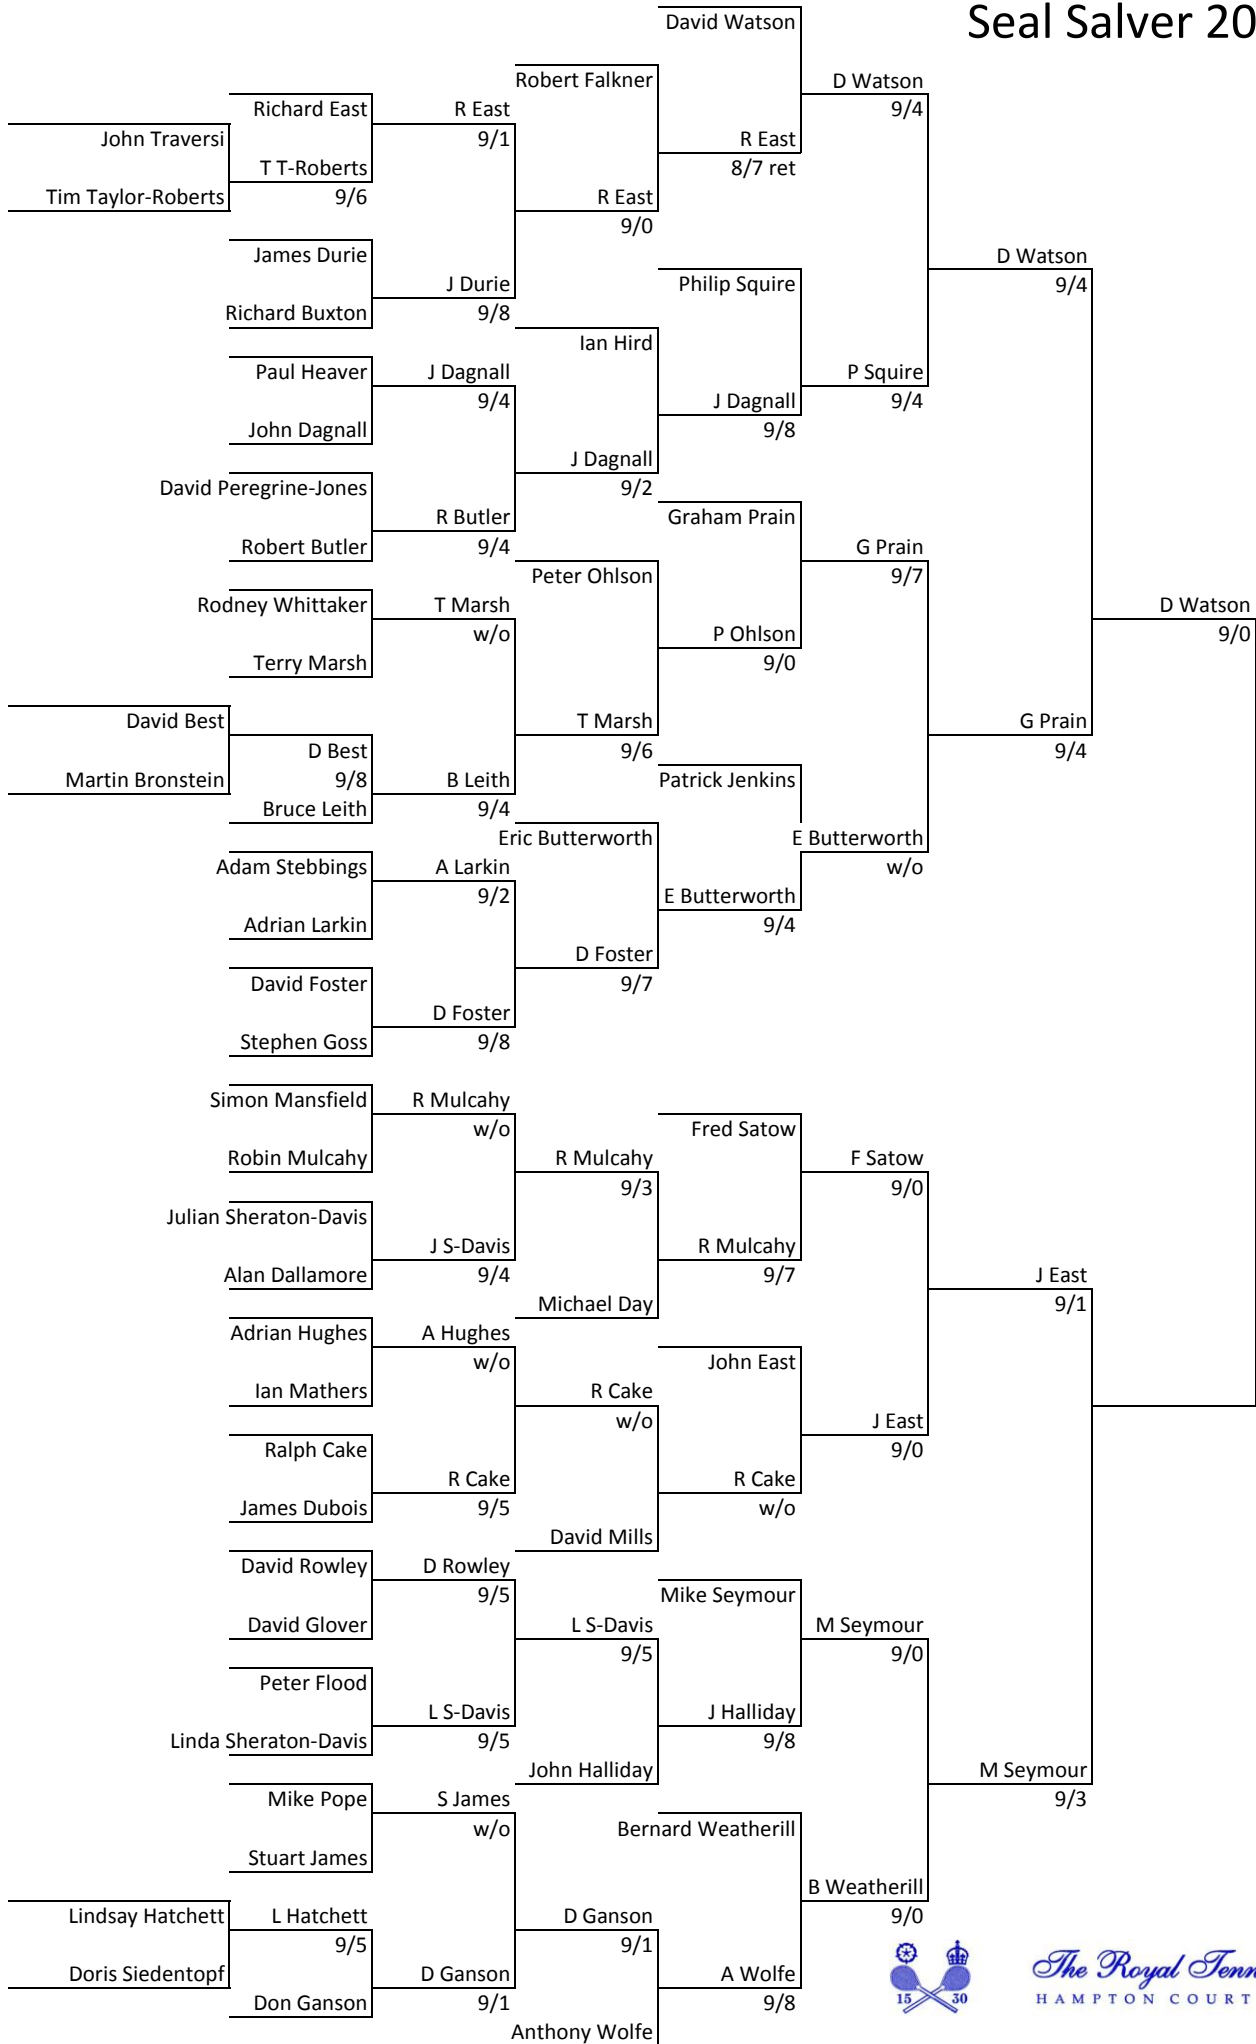 Seal Salver 20
David Watson
Robert Falkner
D Watson
9/4
Richard East
R East
9/1
John Traversi
R East
8/7 ret
T T-Roberts
9/6
Tim Taylor-Roberts
R East
9/0
James Durie
D Watson
9/4
J Durie
9/8
Philip Squire
Richard Buxton
Ian Hird
Paul Heaver
J Dagnall
9/4
P Squire
9/4
J Dagnall
9/8
John Dagnall
J Dagnall
9/2
David Peregrine-Jones
R Butler
9/4
Graham Prain
Robert Butler
G Prain
9/7
Peter Ohlson
Rodney Whittaker
T Marsh
w/o
D Watson
9/0
P Ohlson
9/0
Terry Marsh
David Best
T Marsh
9/6
G Prain
9/4
D Best
9/8
Martin Bronstein
B Leith
9/4
Patrick Jenkins
Bruce Leith
Eric Butterworth
E Butterworth
w/o
Adam Stebbings
A Larkin
9/2
E Butterworth
9/4
Adrian Larkin
D Foster
9/7
David Foster
D Foster
9/8
Stephen Goss
Simon Mansfield
R Mulcahy
w/o
Fred Satow
Robin Mulcahy
R Mulcahy
9/3
F Satow
9/0
Julian Sheraton-Davis
J S-Davis
9/4
R Mulcahy
9/7
Alan Dallamore
J East
9/1
Michael Day
Adrian Hughes
A Hughes
w/o
John East
Ian Mathers
R Cake
w/o
J East
9/0
Ralph Cake
R Cake
9/5
R Cake
w/o
James Dubois
David Mills
David Rowley
D Rowley
9/5
Mike Seymour
David Glover
L S-Davis
9/5
M Seymour
9/0
Peter Flood
L S-Davis
9/5
J Halliday
9/8
Linda Sheraton-Davis
John Halliday
M Seymour
9/3
Mike Pope
S James
w/o
Bernard Weatherill
Stuart James
B Weatherill
9/0
Lindsay Hatchett
L Hatchett
9/5
D Ganson
9/1
Doris Siedentopf
D Ganson
9/1
A Wolfe
9/8
Don Ganson
Anthony Wolfe
15 30
The Royal Tenn
HAMPTON COURT